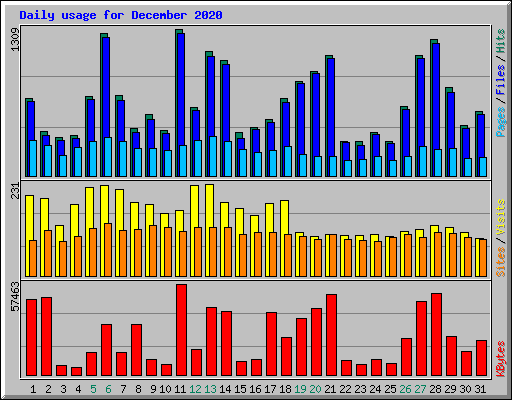 Daily usage for December 2020
1309
Pages / Files / Hits
231
Sites / Visits
57463
KBytes
1 2 3 4 5 6 7 8 9 10 11 12 13 14 15 16 17 18 19 20 21 22 23 24 25 26 27 28 29 30 31